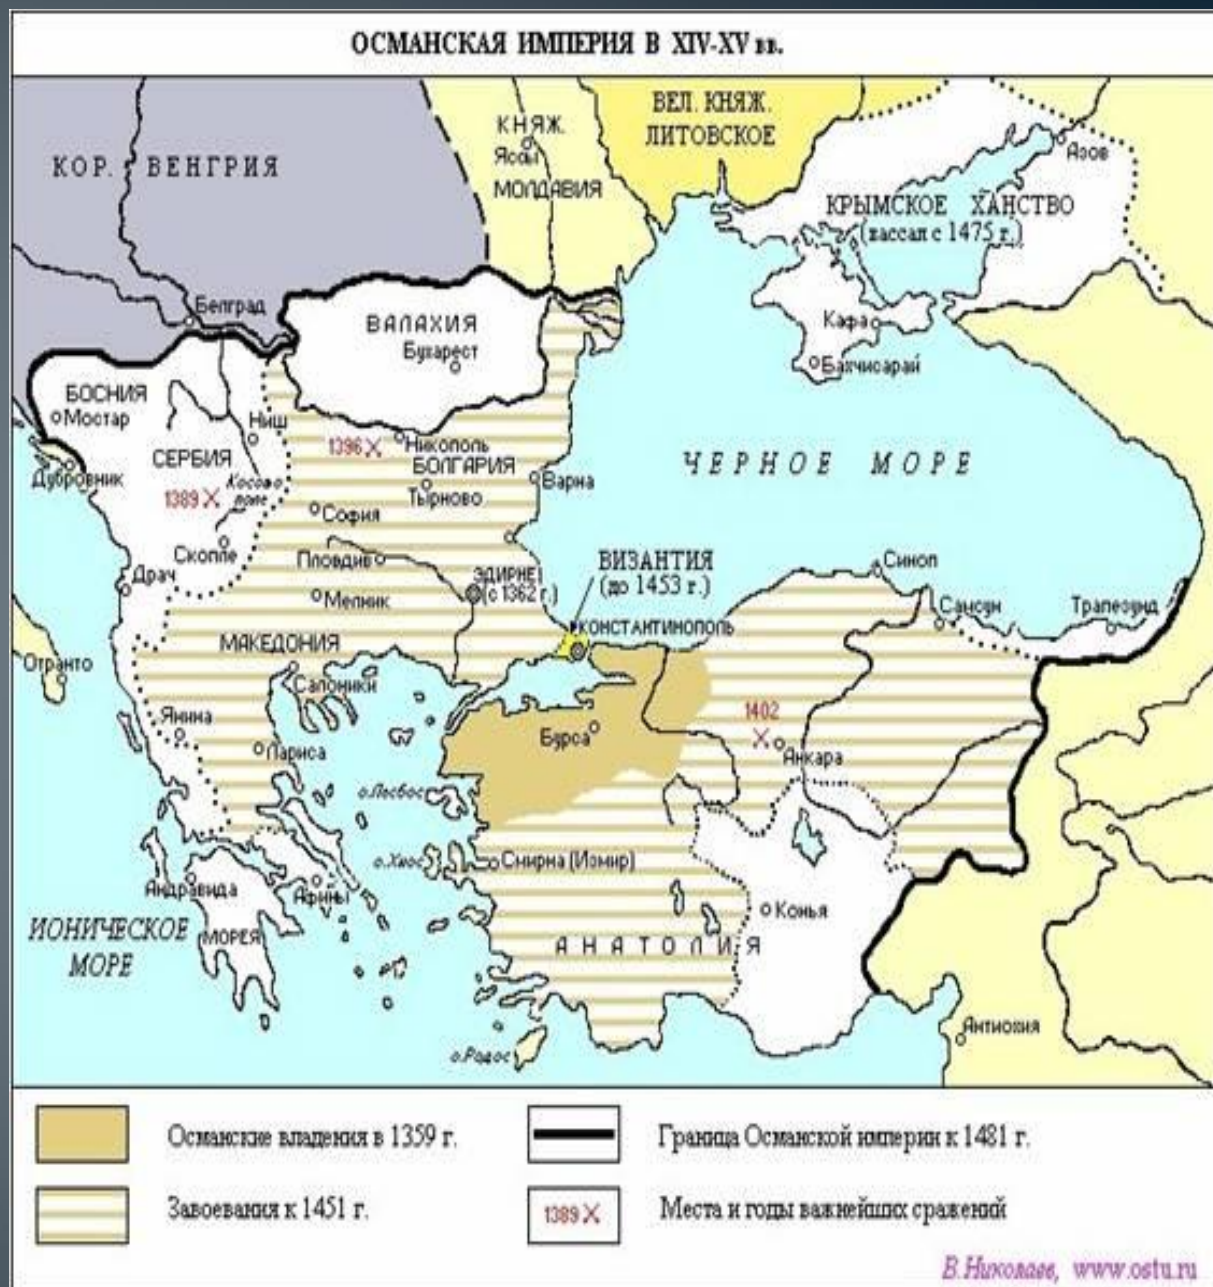 ОСМАНСКАЯ ИМПЕРИЯ В XIV-XV вв.
КОР. ВЕНГРИЯ
КНЯЖ.
Яссы
МОЛДАВИЯ
ВЕЛ. КНЯЖ.
ЛИТОВСКОЕ
Азов
КРЫМСКОЕ ХАНСТВО
(вассал с 1475 г.)
Кафа
Бахчисарай
Белград
ВАЛАХИЯ
Бухарест
БОСНИЯ
Мостар
Ниш
1396 X
Никополь
СЕРБИЯ
БОЛГАРИЯ
Дубровник
Косово
поле
1389 X
Тырново
Варна
ЧЕРНОЕ МОРЕ
София
Скопле
Пловдив
ВИЗАНТИЯ
(до 1453 г.)
Синоп
Драч
ЭДИРНЕ
(с 1362 г.)
Мелник
Самсун
Трапезунд
КОНСТАНТИНОПОЛЬ
МАКЕДОНИЯ
Отранто
Салоники
Янина
Лариса
Бурса
1402
X
Анкара
о.Лесбос
о.Хиос
Смирна (Измир)
Андравида
Афины
МОРЕЯ
ИОНИЧЕСКОЕ
МОРЕ
Конья
АНАТОЛИЯ
о.Родос
Антиохия
Османские владения в 1359 г.
Граница Османской империи к 1481 г.
Завоевания к 1451 г.
1389 X
Места и годы важнейших сражений
В.Николаев, www.ostu.ru